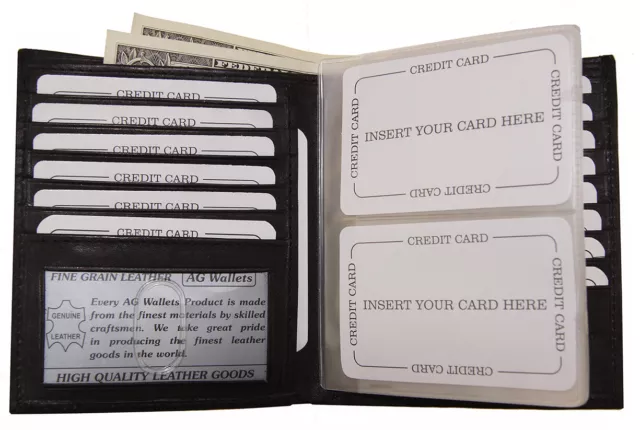 FEDERAL
CREDIT CARD
CREDIT CARD
CREDIT CARD
CREDIT CARD
CREDIT CARD
CREDIT CARD
FINE GRAIN LEATHER AG Wallets
GENUINE
LEATHER
Every AG Wallets Product is made
from the finest materials by skilled
craftsmen. We take great pride
in producing the finest leather
goods in the world.
HIGH QUALITY LEATHER GOODS
CREDIT CARD
CREDIT CARD
INSERT YOUR CARD HERE
CREDIT CARD
CREDIT CARD
CREDIT CARD
CREDIT CARD
INSERT YOUR CARD HERE
CREDIT CARD
CREDIT CARD